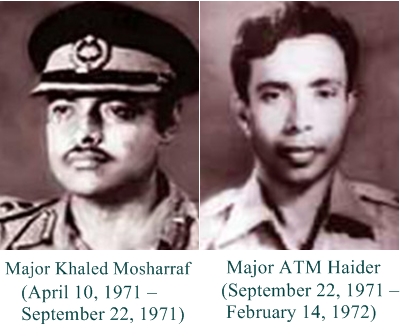 Major Khaled Mosharraf
(April 10, 1971 –
September 22, 1971)
Major ATM Haider
(September 22, 1971 –
February 14, 1972)